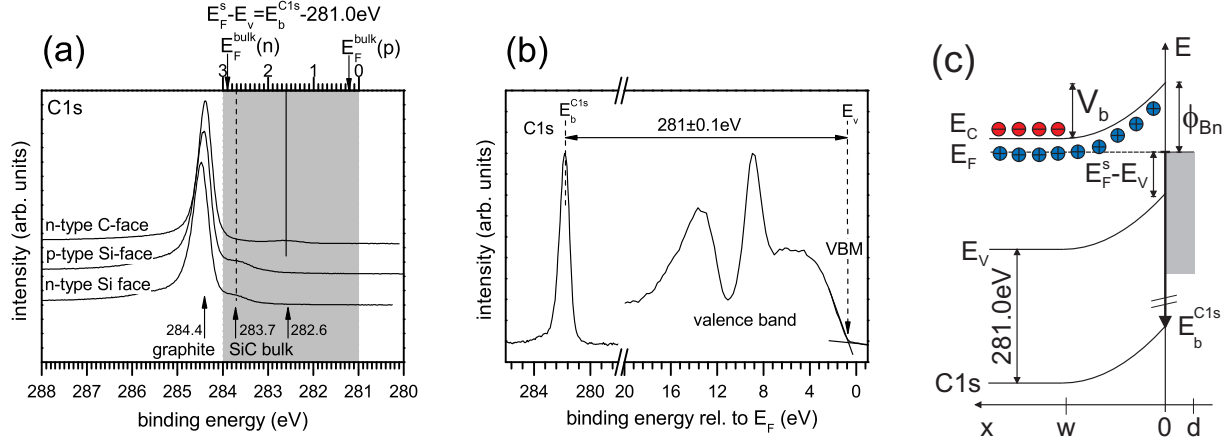 E_F^s-E_v=E_b^C1s-281.0eV
(a)
E_F^bulk(n)
E_F^bulk(p)
3 2 1 0
C1s
n-type C-face
p-type Si-face
n-type Si face
284.4 283.7 282.6
graphite SiC bulk
intensity (arb. units)
288 287 286 285 284 283 282 281 280
binding energy (eV)
(b)
E_b^C1s
C1s
E_v
281±0.1eV
VBM
valence band
intensity (arb. units)
284 280 20 16 12 8 4 0
binding energy rel. to E_F (eV)
(c)
E
V_b
ϕ_Bn
E_C
E_F
E_F^s-E_V
E_V
281.0eV
E_b^C1s
C1s
x w 0 d